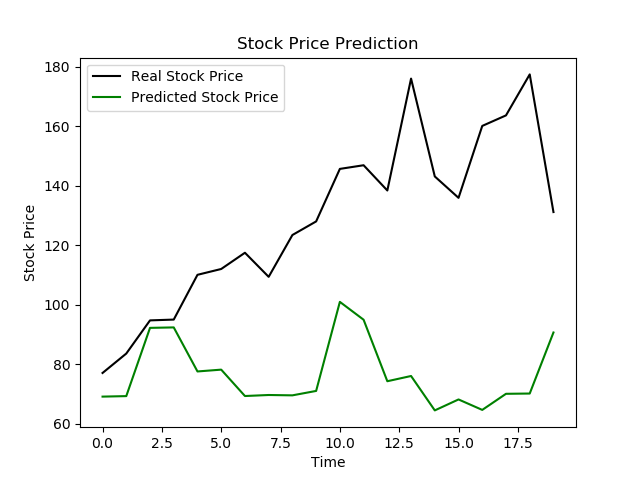 Stock Price Prediction
Real Stock Price
Predicted Stock Price
180
160
140
120
100
80
60
Stock Price
0.0 2.5 5.0 7.5 10.0 12.5 15.0 17.5
Time